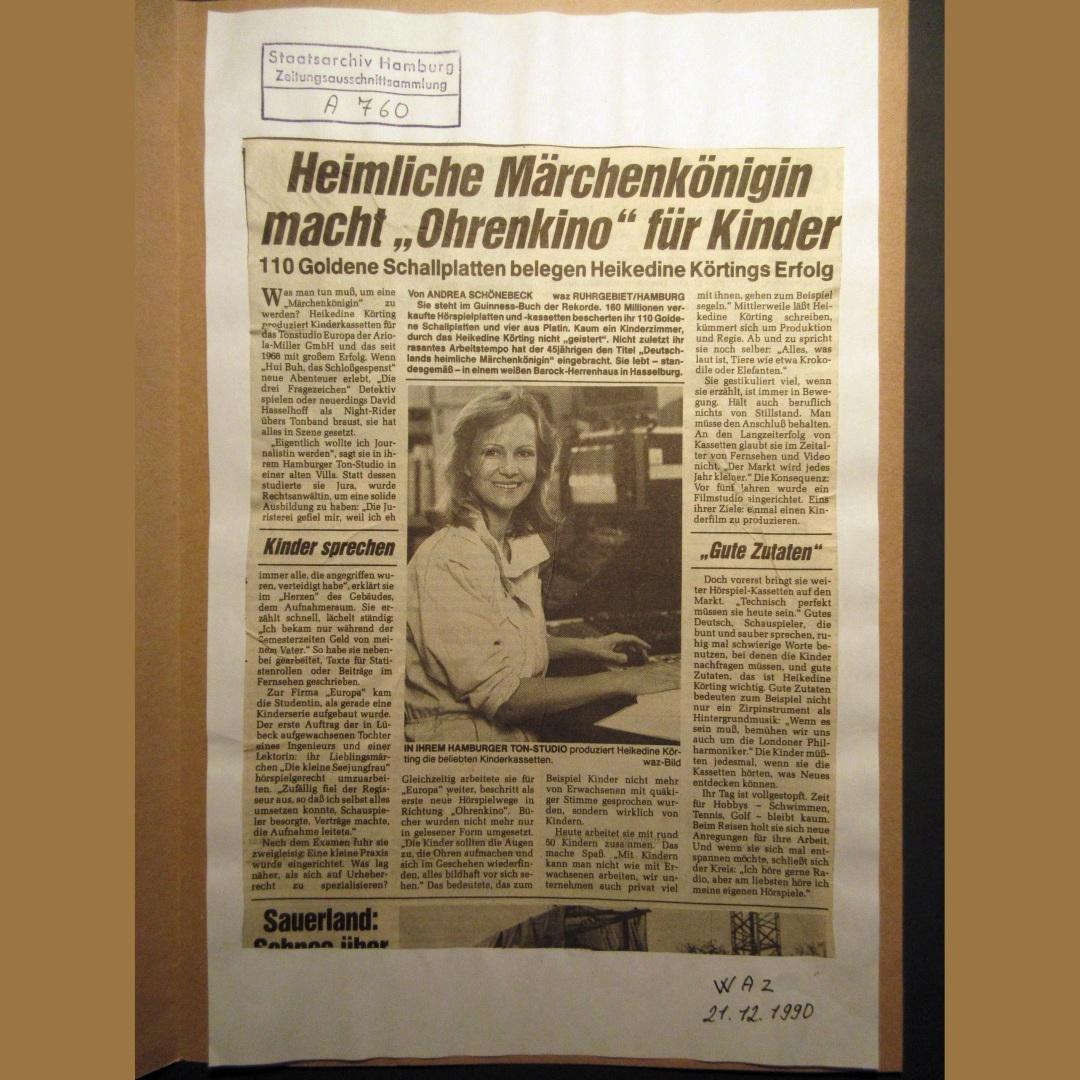 Staatsarchiv Hamburg
Zeitungsausschnittsammlung
A 760
Heimliche Märchenkönigin
macht „Ohrenkino“ für Kinder
110 Goldene Schallplatten belegen Heikedine Körtings Erfolg
Was man tun muß, um eine
„Märchenkönigin“ zu
werden? Heikedine Körting
produziert Kinderkassetten für
das Tonstudio Europa der Ario-
la-Miller GmbH und das seit
1968 mit großem Erfolg. Wenn
„Hui Buh, das Schloßgespenst“
neue Abenteuer erlebt, „Die
drei Fragezeichen“ Detektiv
spielen oder neuerdings David
Hasselhoff als Night-Rider
übers Tonband braust, sie hat
alles in Szene gesetzt.
„Eigentlich wollte ich Jour-
nalistin werden“, sagt sie in ih-
rem Hamburger Ton-Studio in
einer alten Villa. Statt dessen
studierte sie Jura, wurde
Rechtsanwältin, um eine solide
Ausbildung zu haben: „Die Ju-
risterei gefiel mir, weil ich eh
Kinder sprechen
immer alle, die angegriffen wu-
ren, verteidigt habe“, erklärt sie
im „Herzen“ des Gebäudes,
dem Aufnahmeraum. Sie er-
zählt schnell, lächelt ständig:
„Ich bekam nur während der
Semesterzeiten Geld von mei-
nem Vater.“ So habe sie neben-
bei gearbeitet, Texte für Stati-
stenrollen oder Beiträge im
Fernsehen geschrieben.
Zur Firma „Europa“ kam
die Studentin, als gerade eine
Kinderserie aufgebaut wurde.
Der erste Auftrag der in Lü-
beck aufgewachsenen Tochter
eines Ingenieurs und einer
Lektorin: ihr Lieblingsmär-
chen „Die kleine Seejungfrau“
hörspielgerecht umzuarbei-
ten. „Zufällig fiel der Regis-
seur aus, so daß ich selbst alles
umsetzen konnte, Schauspie-
ler besorgte, Verträge machte,
die Aufnahme leitete.“
Nach dem Examen fuhr sie
zweigleisig: Eine kleine Praxis
wurde eingerichtet. Was lag
näher, als sich auf Urheber-
recht zu spezialisieren?
Von ANDREA SCHÖNEBECK waz RUHRGEBIET/HAMBURG
Sie steht im Guinness-Buch der Rekorde. 160 Millionen ver-
kaufte Hörspielplatten und -kassetten bescherten ihr 110 Golde-
ne Schallplatten und vier aus Platin. Kaum ein Kinderzimmer,
durch das Heikedine Körting nicht „geistert“. Nicht zuletzt ihr
rasantes Arbeitstempo hat der 45jährigen den Titel „Deutsch-
lands heimliche Märchenkönigin“ eingebracht. Sie lebt – stan-
desgemäß – in einem weißen Barock-Herrenhaus in Hasselburg.
IN IHREM HAMBURGER TON-STUDIO produziert Heikedine Kör-
ting die beliebten Kinderkassetten. waz-Bild
Gleichzeitig arbeitete sie für
„Europa“ weiter, beschritt als
erste neue Hörspielwege in
Richtung „Ohrenkino“. Bü-
cher wurden nicht mehr nur
in gelesener Form umgesetzt.
„Die Kinder sollten die Augen
zu, die Ohren aufmachen und
sich im Geschehen wiederfin-
den, alles bildhaft vor sich se-
hen.“ Das bedeutete, das zum
Beispiel Kinder nicht mehr
von Erwachsenen mit quäki-
ger Stimme gesprochen wur-
den, sondern wirklich von
Kindern.
Heute arbeitet sie mit rund
50 Kindern zusammen. Das
mache Spaß. „Mit Kindern
kann man nicht wie mit Er-
wachsenen arbeiten, wir un-
ternehmen auch privat viel
mit ihnen, gehen zum Beispiel
segeln.“ Mittlerweile läßt Hei-
kedine Körting schreiben,
kümmert sich um Produktion
und Regie. Ab und zu spricht
sie noch selber: „Alles, was
laut ist, Tiere wie etwa Kroko-
dile oder Elefanten.“
Sie gestikuliert viel, wenn
sie erzählt, ist immer in Bewe-
gung. Hält auch beruflich
nichts von Stillstand. Man
müsse den Anschluß behalten.
An den Langzeiterfolg von
Kassetten glaubt sie im Zeital-
ter von Fernsehen und Video
nicht. „Der Markt wird jedes
Jahr kleiner.“ Die Konsequenz:
Vor fünf Jahren wurde ein
Filmstudio eingerichtet. Eins
ihrer Ziele: einmal einen Kin-
derfilm zu produzieren.
„Gute Zutaten“
Doch vorerst bringt sie wei-
ter Hörspiel-Kassetten auf den
Markt. „Technisch perfekt
müssen sie heute sein.“ Gutes
Deutsch, Schauspieler, die
bunt und sauber sprechen, ru-
hig mal schwierige Worte be-
nutzen, bei denen die Kinder
nachfragen müssen, und gute
Zutaten, das ist Heikedine
Körting wichtig. Gute Zutaten
bedeuten zum Beispiel nicht
nur ein Zirpinstrument als
Hintergrundmusik: „Wenn es
sein muß, bemühen wir uns
auch um die Londoner Phil-
harmoniker.“ Die Kinder müß-
ten jedesmal, wenn sie die
Kassetten hörten, was Neues
entdecken können.
Ihr Tag ist vollgestopft. Zeit
für Hobbys – Schwimmen,
Tennis, Golf – bleibt kaum.
Beim Reisen holt sie sich neue
Anregungen für ihre Arbeit.
Und wenn sie sich mal ent-
spannen möchte, schließt sich
der Kreis: „Ich höre gerne Ra-
dio, aber am liebsten höre ich
meine eigenen Hörspiele.“
Sauerland:
Schnee über
WAZ
21.12.1990